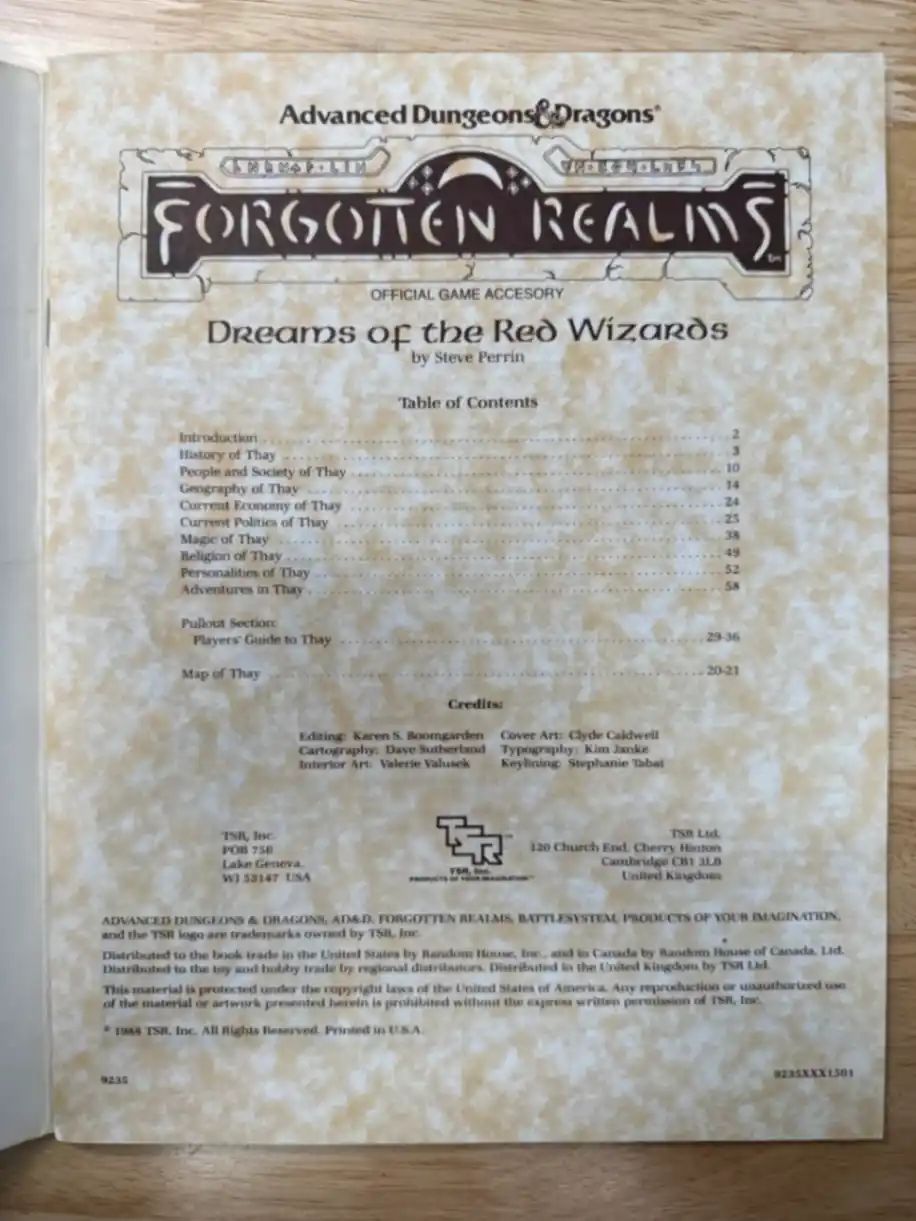 Advanced Dungeons & Dragons®
FORGOTTEN REALMS™
OFFICIAL GAME ACCESORY
Dreams of the Red Wizards
by Steve Perrin
Table of Contents
Introduction 2
History of Thay 3
People and Society of Thay 10
Geography of Thay 14
Current Economy of Thay 24
Current Politics of Thay 25
Magic of Thay 38
Religion of Thay 49
Personalities of Thay 52
Adventures in Thay 58
Pullout Section:
Players' Guide to Thay 29-36
Map of Thay 20-21
Credits:
Editing: Karen S. Boomgarden Cover Art: Clyde Caldwell
Cartography: Dave Sutherland Typography: Kim Janke
Interior Art: Valerie Valusek Keylining: Stephanie Tabat
TSR, Inc.
POB 756
Lake Geneva,
WI 53147 USA
TSR, Inc.
PRODUCTS OF YOUR IMAGINATION™
TSR Ltd.
120 Church End, Cherry Hinton
Cambridge CB1 3LB
United Kingdom
ADVANCED DUNGEONS & DRAGONS, AD&D, FORGOTTEN REALMS, BATTLESYSTEM, PRODUCTS OF YOUR IMAGINATION,
and the TSR logo are trademarks owned by TSR, Inc.
Distributed to the book trade in the United States by Random House, Inc., and in Canada by Random House of Canada, Ltd.
Distributed to the toy and hobby trade by regional distributors. Distributed in the United Kingdom by TSR Ltd.
This material is protected under the copyright laws of the United States of America. Any reproduction or unauthorized use
of the material or artwork presented herein is prohibited without the express written permission of TSR, Inc.
© 1988 TSR, Inc. All Rights Reserved. Printed in U.S.A.
9235
9235XXX1501